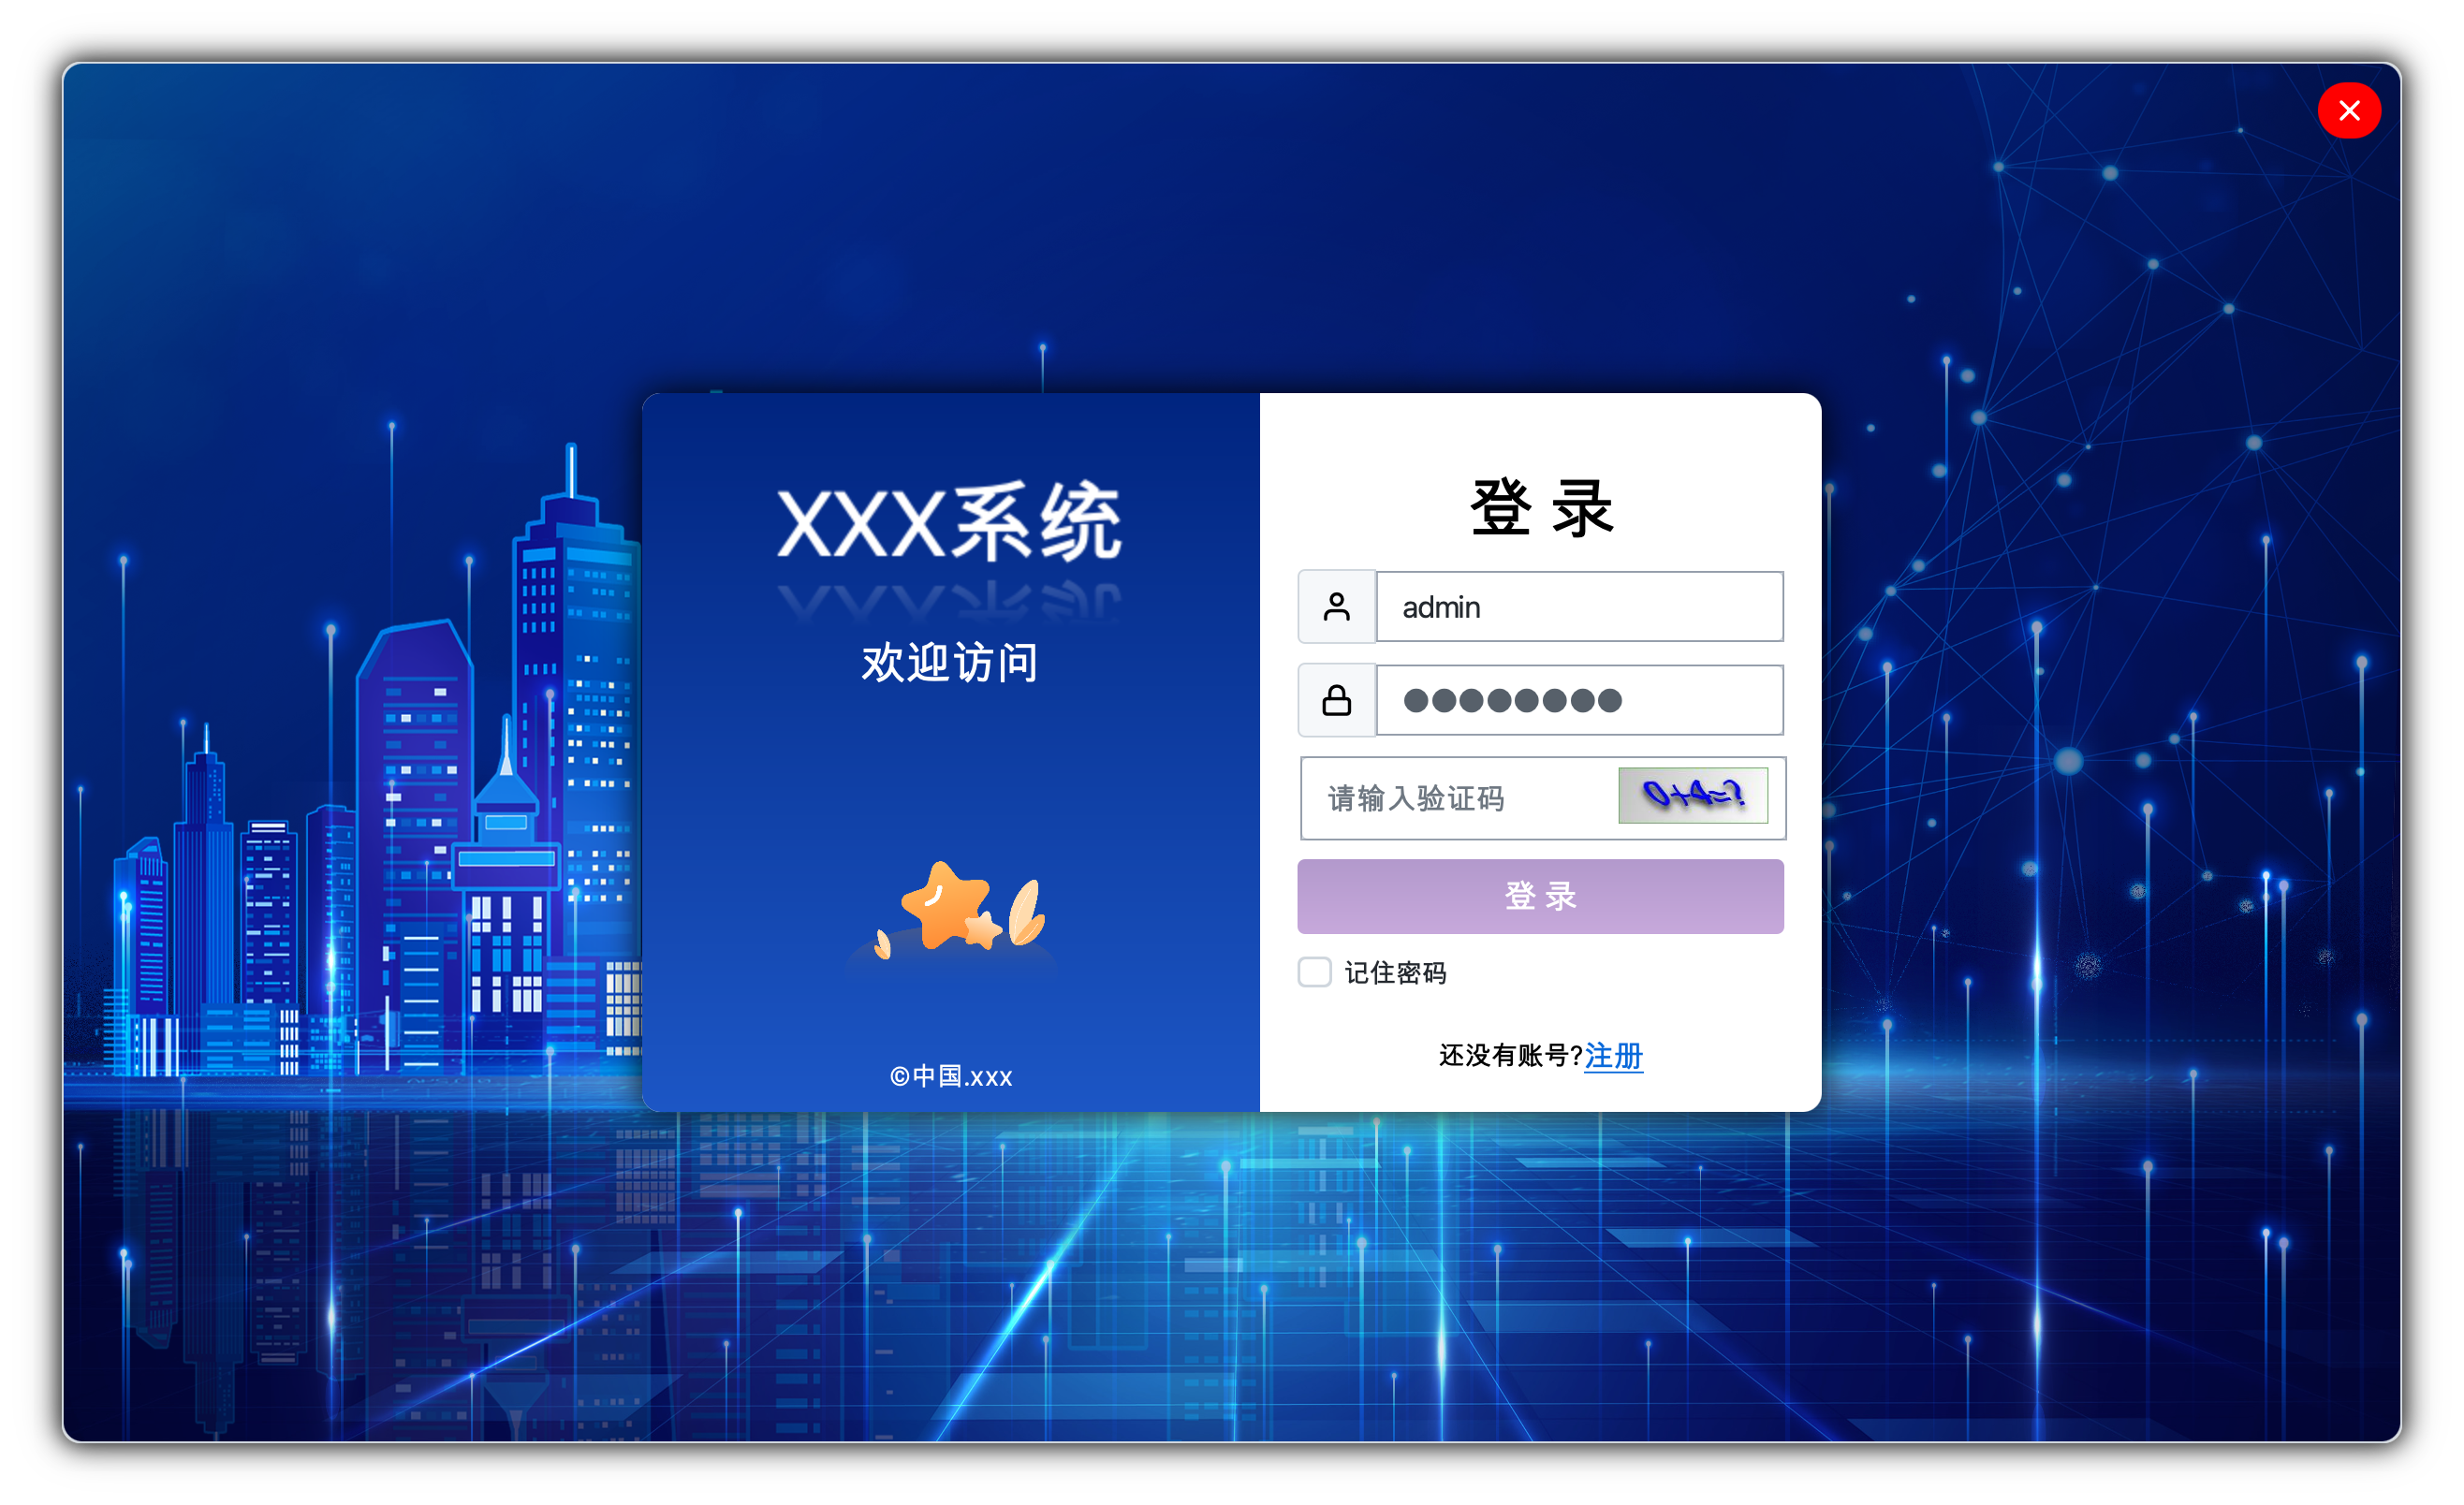 XXX系统
欢迎访问
©中国.xxx
登 录
admin
请输入验证码
0+4=?
登 录
记住密码
还没有账号?注册